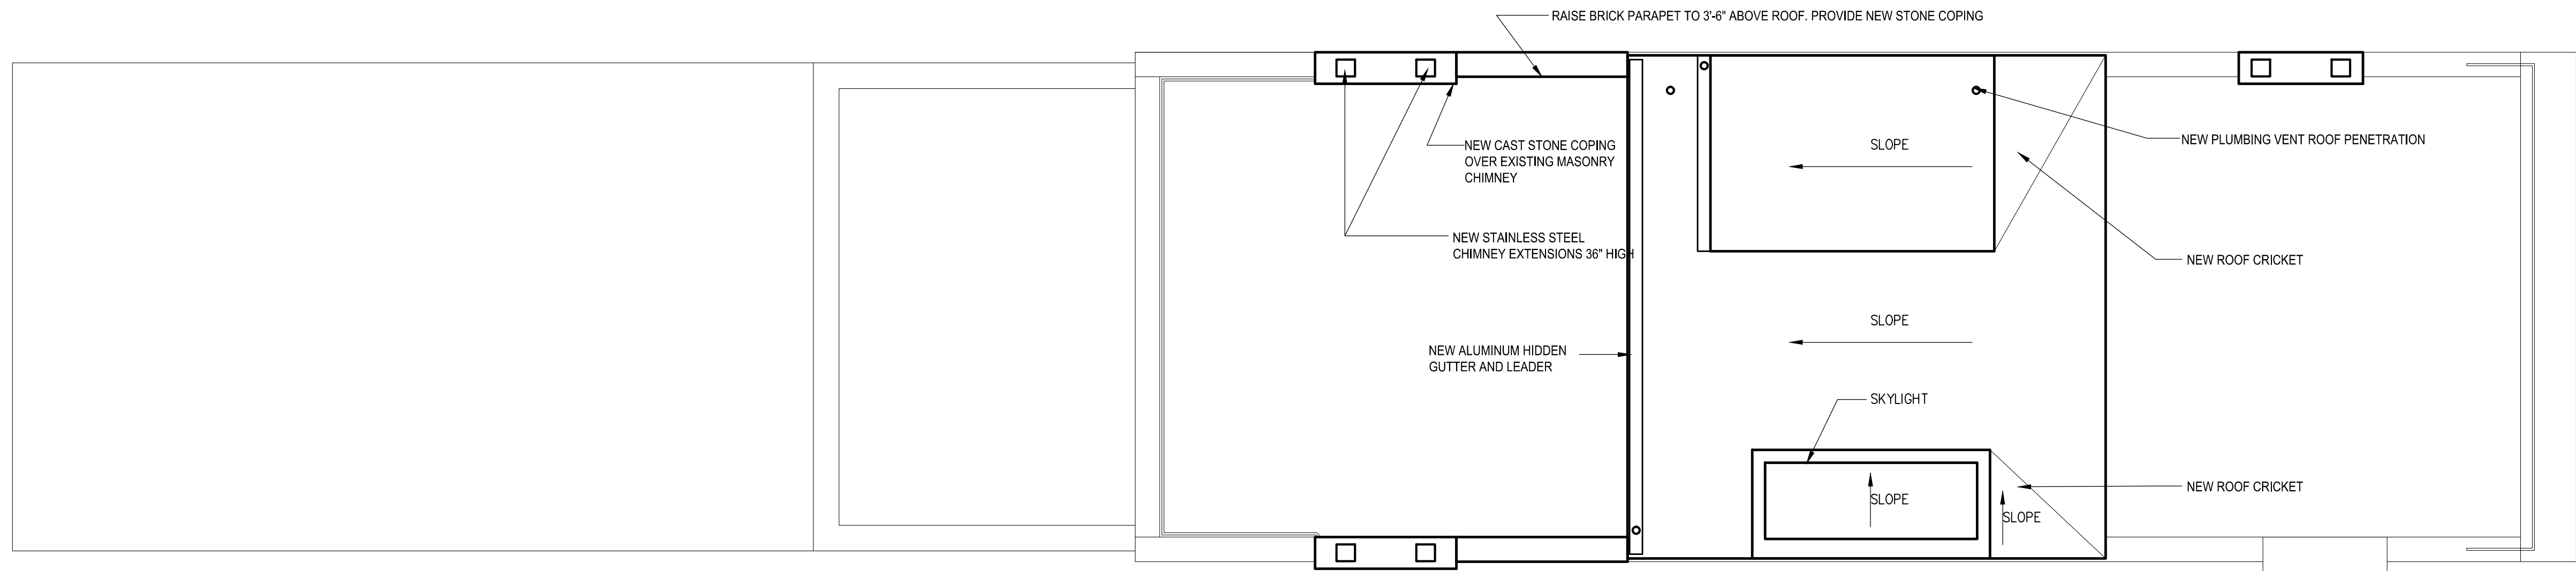 RAISE BRICK PARAPET TO 3'-6" ABOVE ROOF. PROVIDE NEW STONE COPING
NEW CAST STONE COPING
OVER EXISTING MASONRY
CHIMNEY
SLOPE
NEW PLUMBING VENT ROOF PENETRATION
NEW STAINLESS STEEL
CHIMNEY EXTENSIONS 36" HIGH
NEW ROOF CRICKET
SLOPE
NEW ALUMINUM HIDDEN
GUTTER AND LEADER
SKYLIGHT
SLOPE
SLOPE
NEW ROOF CRICKET